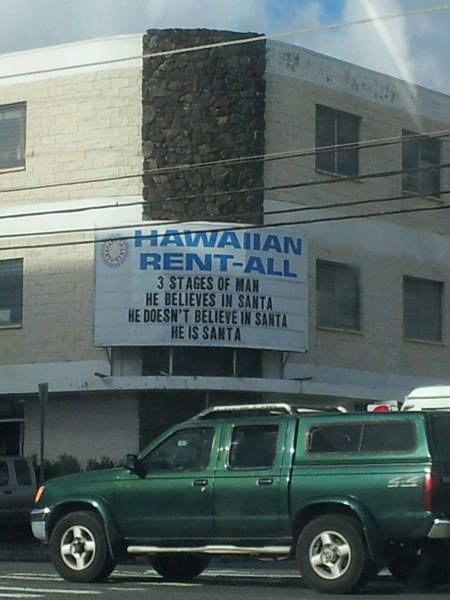 HAWAIIAN
RENT-ALL
3 STAGES OF MAN
HE BELIEVES IN SANTA
HE DOESN'T BELIEVE IN SANTA
HE IS SANTA